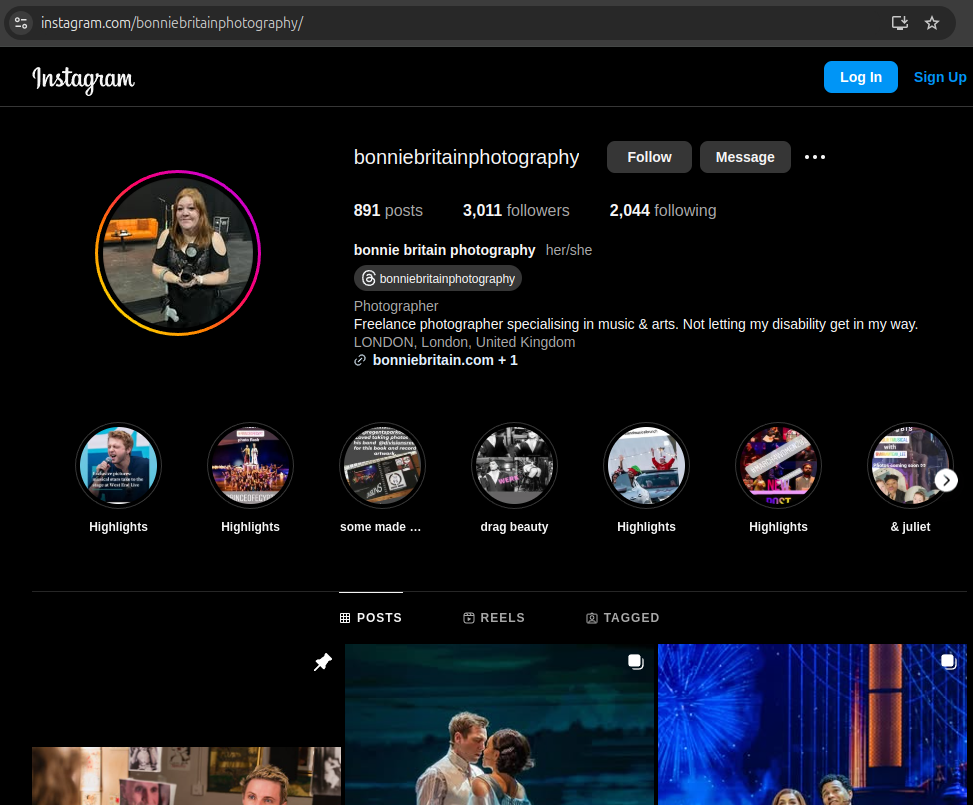 instagram.com/bonniebritainphotography/
Instagram
Log In
Sign Up
bonniebritainphotography
Follow
Message
891 posts
3,011 followers
2,044 following
bonnie britain photography her/she
bonniebritainphotography
Photographer
Freelance photographer specialising in music & arts. Not letting my disability get in my way.
LONDON, London, United Kingdom
bonniebritain.com + 1
Highlights
Highlights
some made …
drag beauty
Highlights
Highlights
& juliet
POSTS
REELS
TAGGED